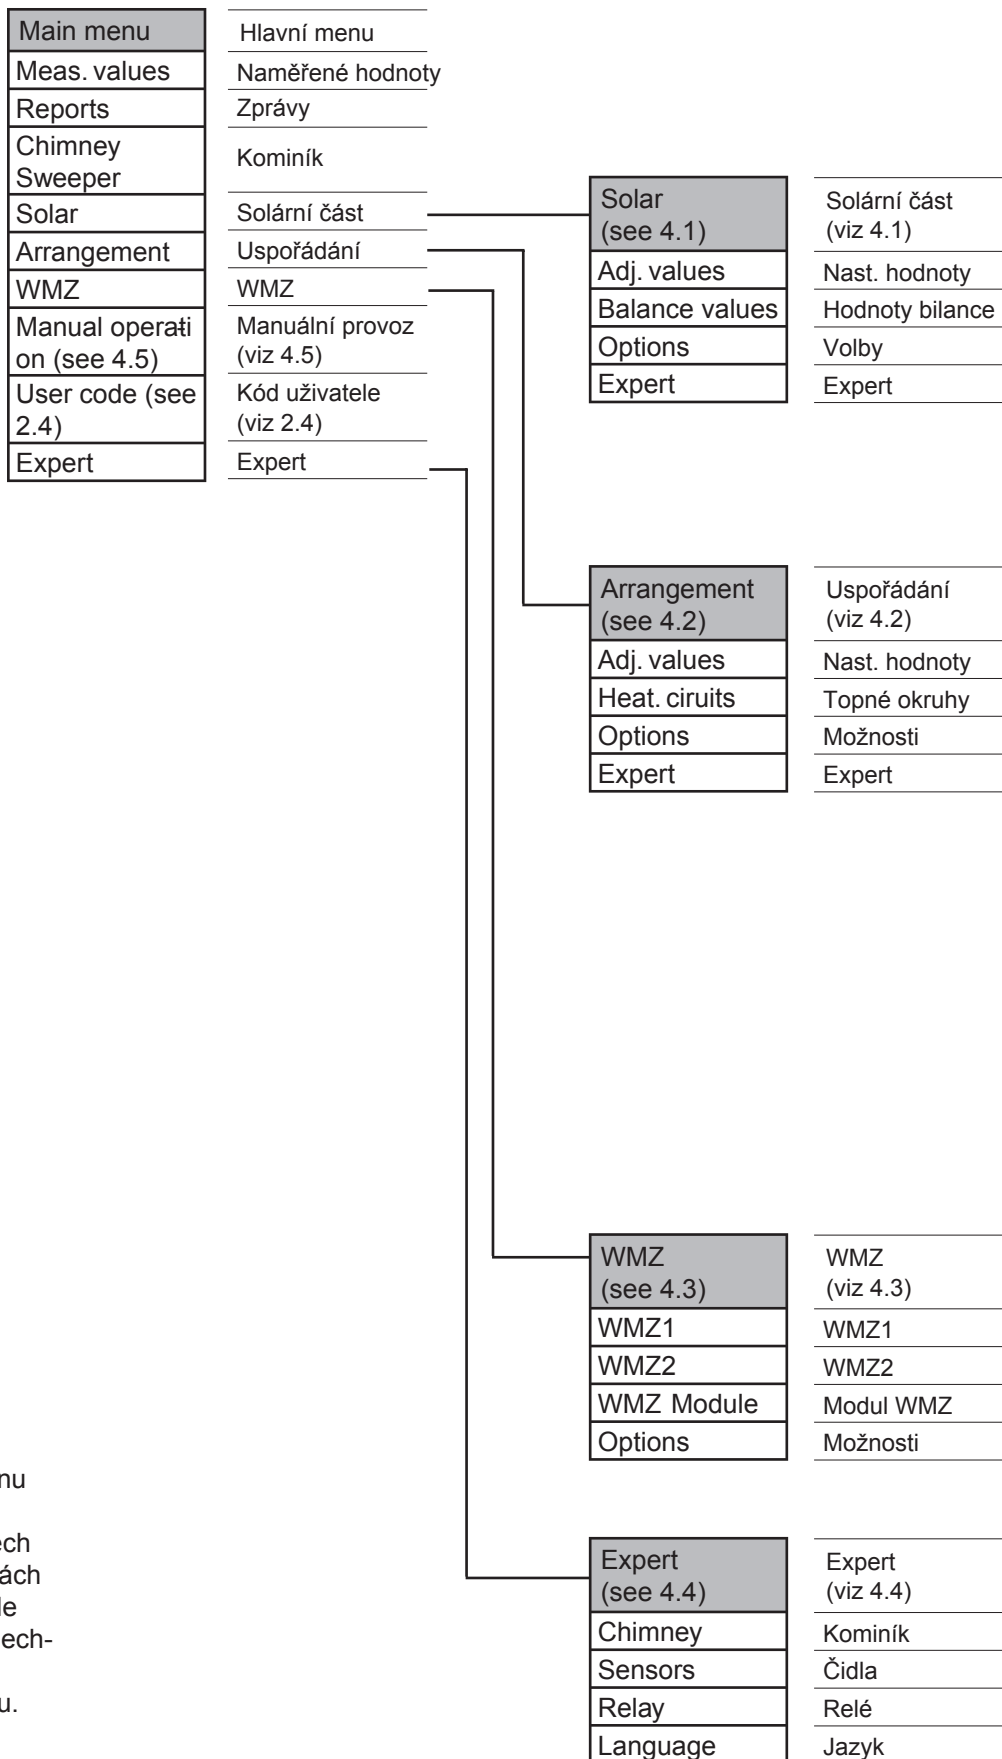 Main menu
Hlavní menu
Meas. values
Naměřené hodnoty
Reports
Zprávy
Chimney
Sweeper
Kominík
Solar
Solární část
Arrangement
Uspořádání
WMZ
WMZ
Manual operati
on (see 4.5)
Manuální provoz
(viz 4.5)
User code (see
2.4)
Kód uživatele
(viz 2.4)
Expert
Expert
Solar
(see 4.1)
Solární část
(viz 4.1)
Adj. values
Nast. hodnoty
Balance values
Hodnoty bilance
Options
Volby
Expert
Expert
Arrangement
(see 4.2)
Uspořádání
(viz 4.2)
Adj. values
Nast. hodnoty
Heat. ciruits
Topné okruhy
Options
Možnosti
Expert
Expert
WMZ
(see 4.3)
WMZ
(viz 4.3)
WMZ1
WMZ1
WMZ2
WMZ2
WMZ Module
Modul WMZ
Options
Možnosti
Expert
(see 4.4)
Expert
(viz 4.4)
Chimney
Kominík
Sensors
Čidla
Relay
Relé
Language
Jazyk
nu
ech
ách
le
lech-
u.